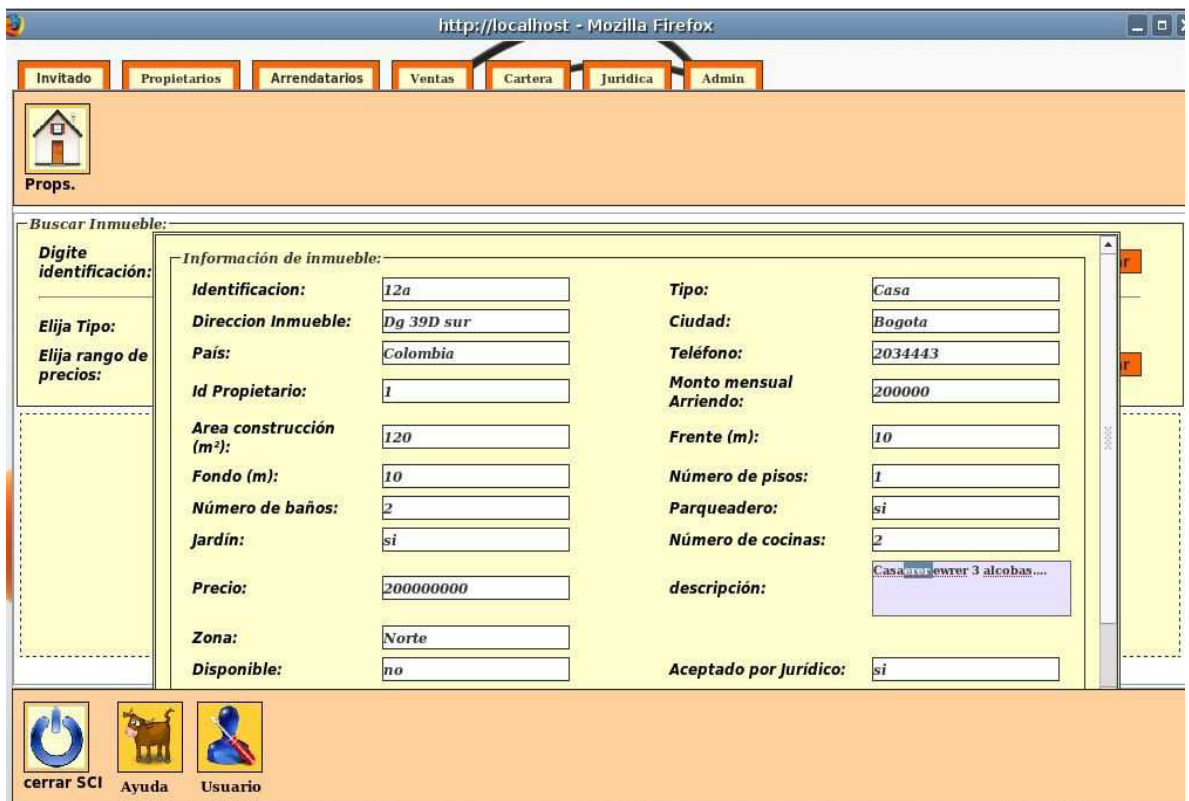 http://localhost - Mozilla Firefox
Invitado Propietarios Arrendatarios Ventas Cartera Juridica Admin
Props.
Buscar Inmueble:
Digite
identificación:
Elija Tipo:
Elija rango de
precios:
Información de inmueble:
Identificacion: 12a Tipo: Casa
Direccion Inmueble: Dg 39D sur Ciudad: Bogota
País: Colombia Teléfono: 2034443
Id Propietario: 1 Monto mensual
Arriendo: 200000
Area construcción
(m²): 120 Frente (m): 10
Fondo (m): 10 Número de pisos: 1
Número de baños: 2 Parqueadero: si
Jardín: si Número de cocinas: 2
Precio: 200000000 descripción: Casaerer ewrer 3 alcobas....
Zona: Norte
Disponible: no Aceptado por Jurídico: si
cerrar SCI Ayuda Usuario